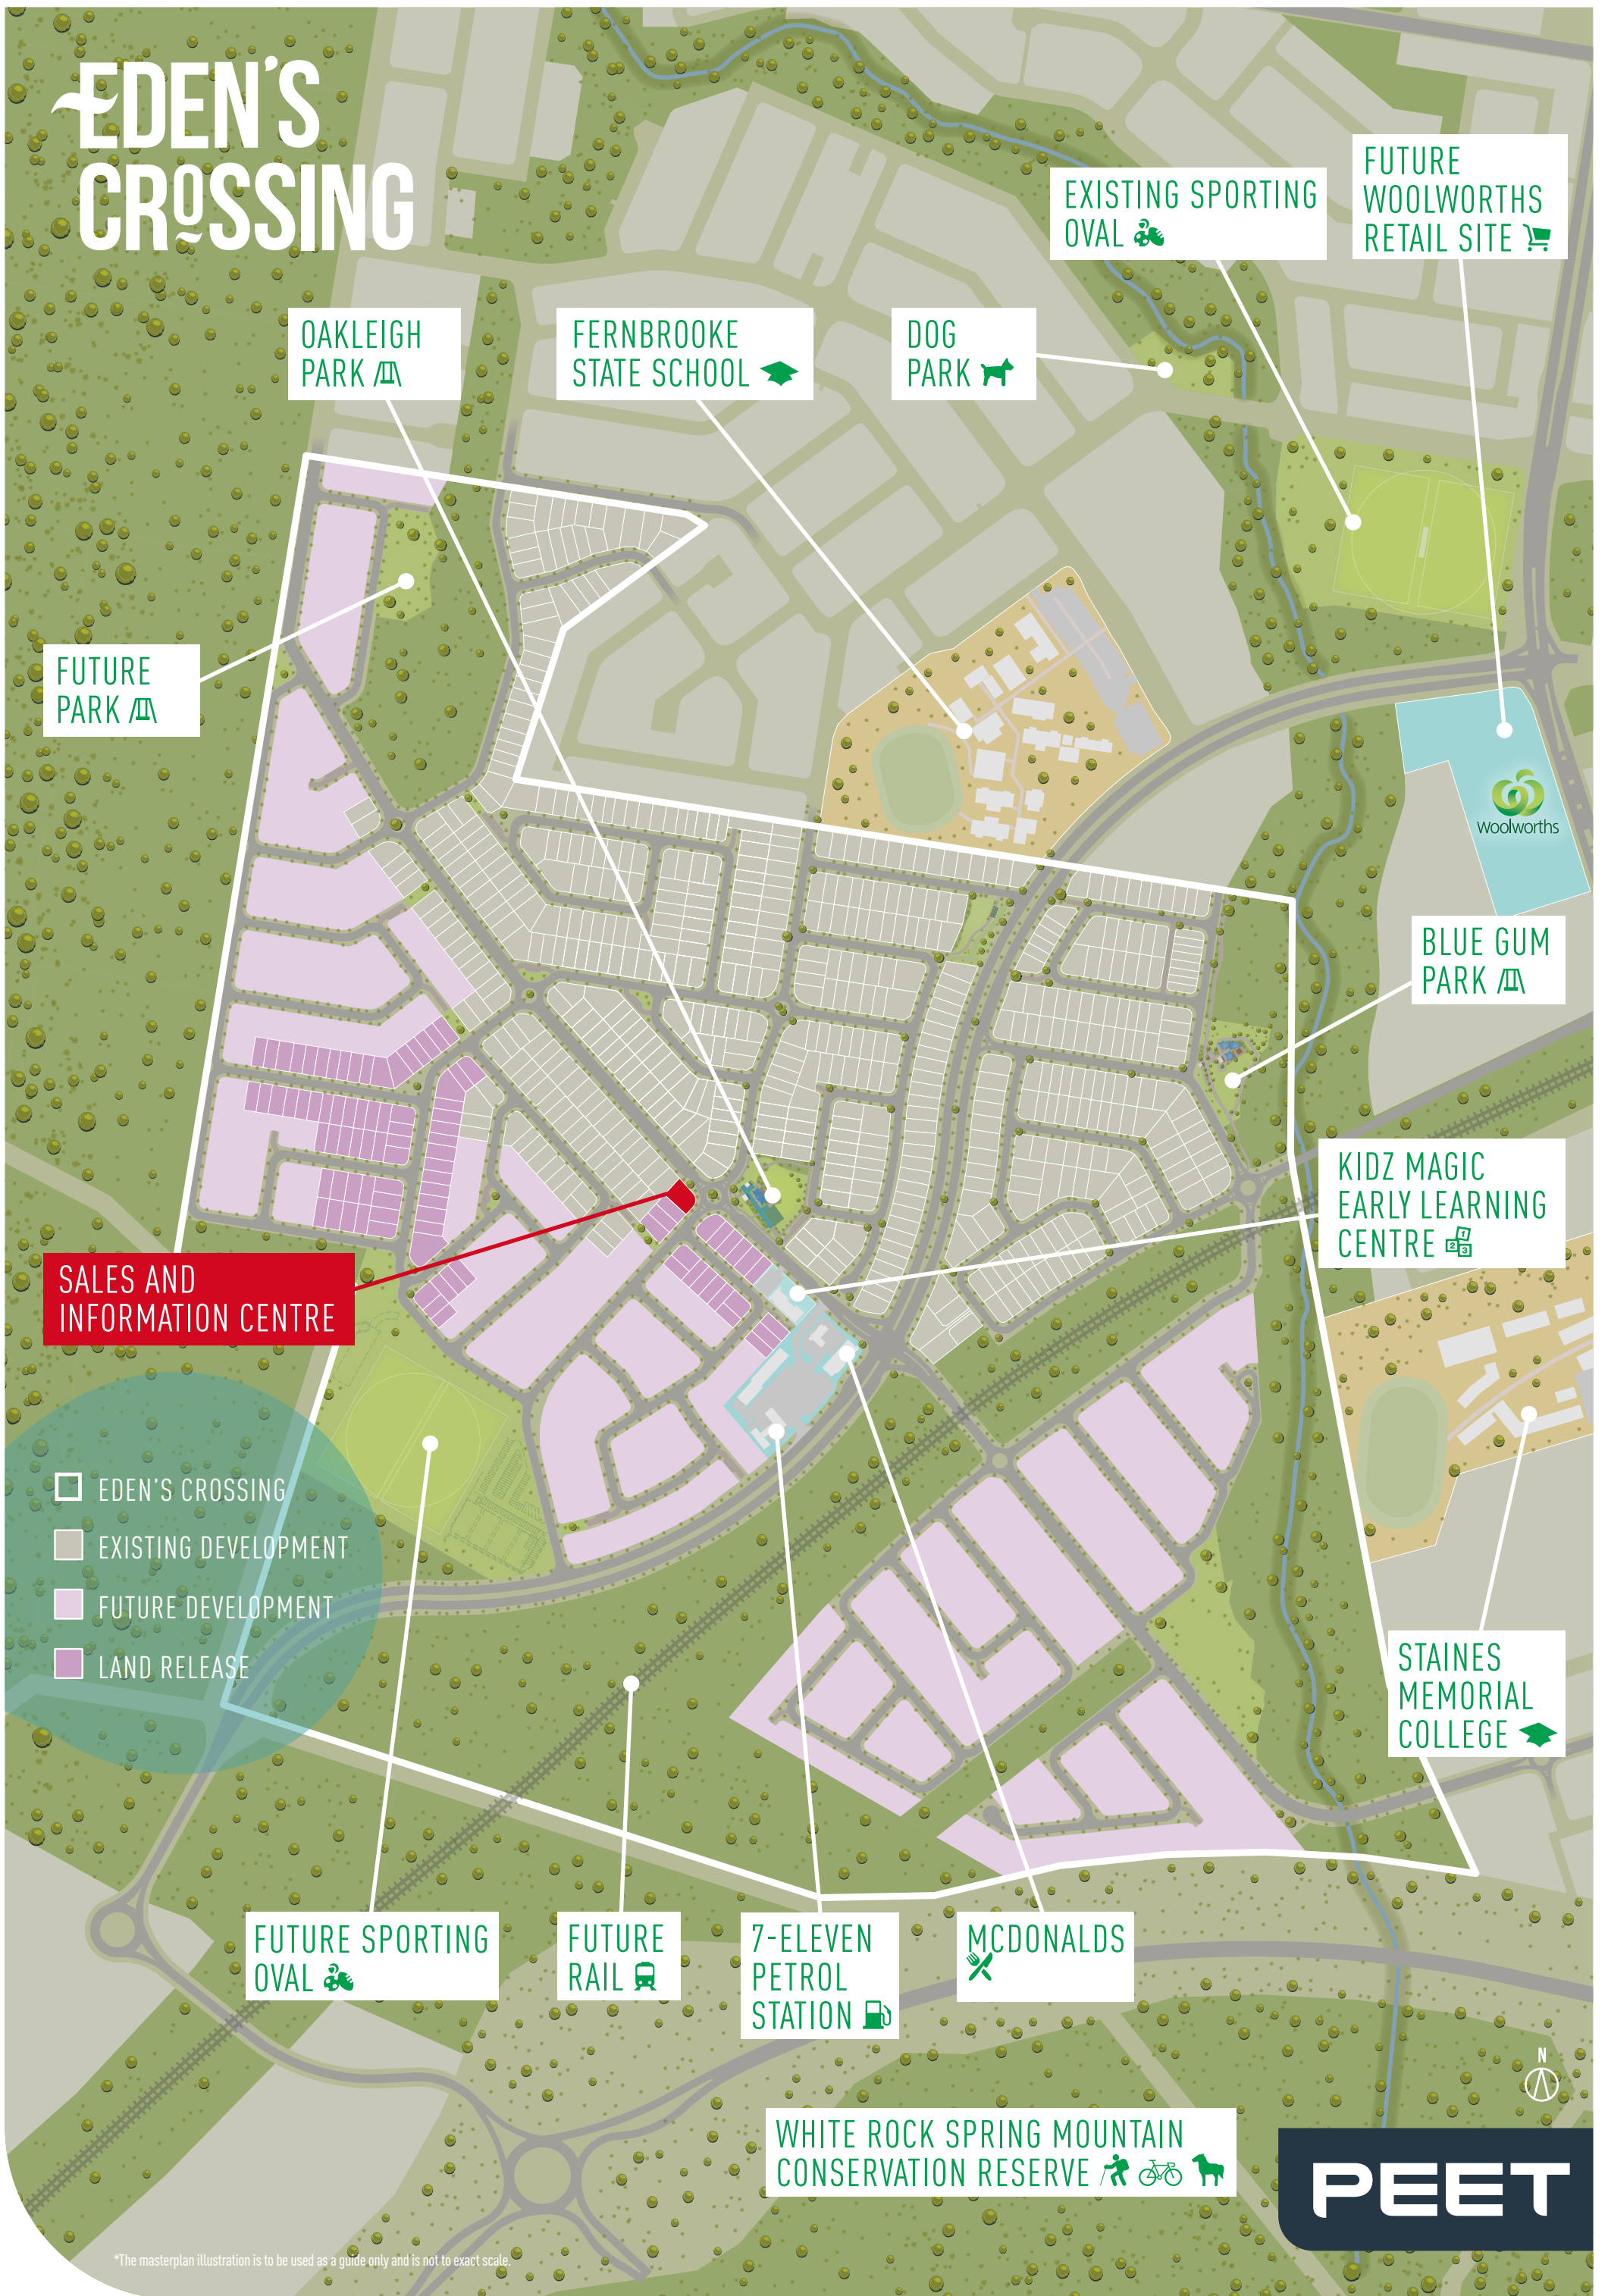 EDEN'S
CROSSING
FUTURE
WOOLWORTHS
RETAIL SITE
EXISTING SPORTING
OVAL
OAKLEIGH
PARK
FERNBROOKE
STATE SCHOOL
DOG
PARK
FUTURE
PARK
Woolworths
BLUE GUM
PARK
KIDZ MAGIC
EARLY LEARNING
CENTRE
1
2 3
SALES AND
INFORMATION CENTRE
EDEN'S CROSSING
EXISTING DEVELOPMENT
FUTURE DEVELOPMENT
LAND RELEASE
STAINES
MEMORIAL
COLLEGE
FUTURE SPORTING
OVAL
FUTURE
RAIL
7-ELEVEN
PETROL
STATION
MCDONALDS
N
WHITE ROCK SPRING MOUNTAIN
CONSERVATION RESERVE
PEET
*The masterplan illustration is to be used as a guide only and is not to exact scale.